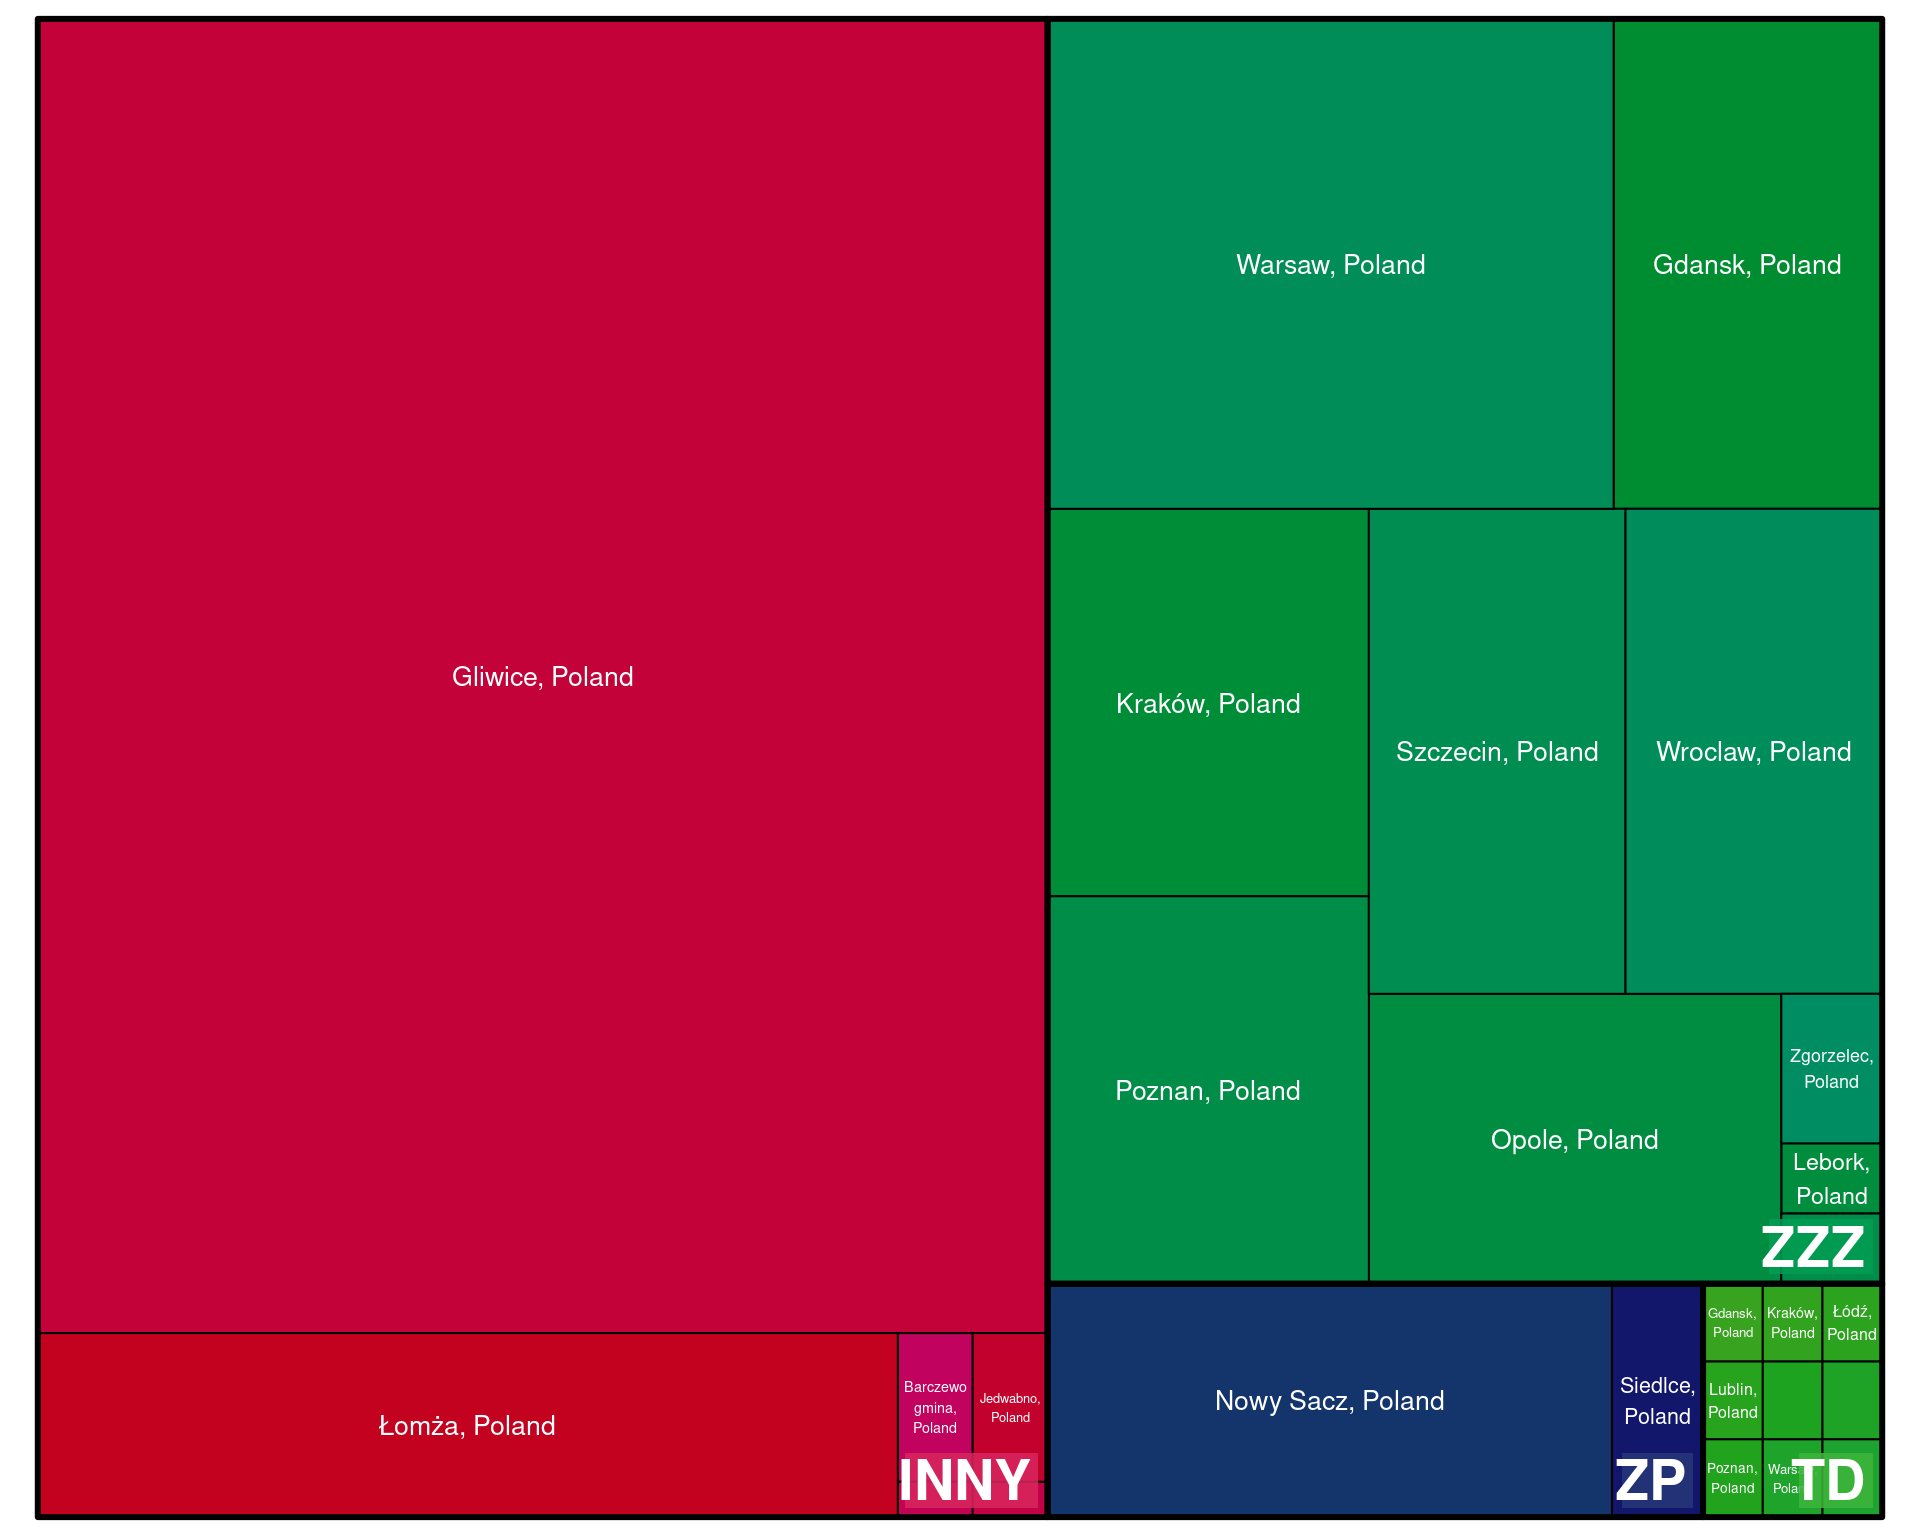 Gliwice, Poland
Łomża, Poland
Barczewo
gmina,
Poland
Jedwabno,
Poland
INNY
Warsaw, Poland
Gdansk, Poland
Kraków, Poland
Szczecin, Poland
Wroclaw, Poland
Poznan, Poland
Opole, Poland
Zgorzelec,
Poland
Lebork,
Poland
ZZZ
Nowy Sacz, Poland
Siedlce,
Poland
ZP
Gdansk,
Poland
Kraków,
Poland
Łódź,
Poland
Lublin,
Poland
Poznan,
Poland
TD